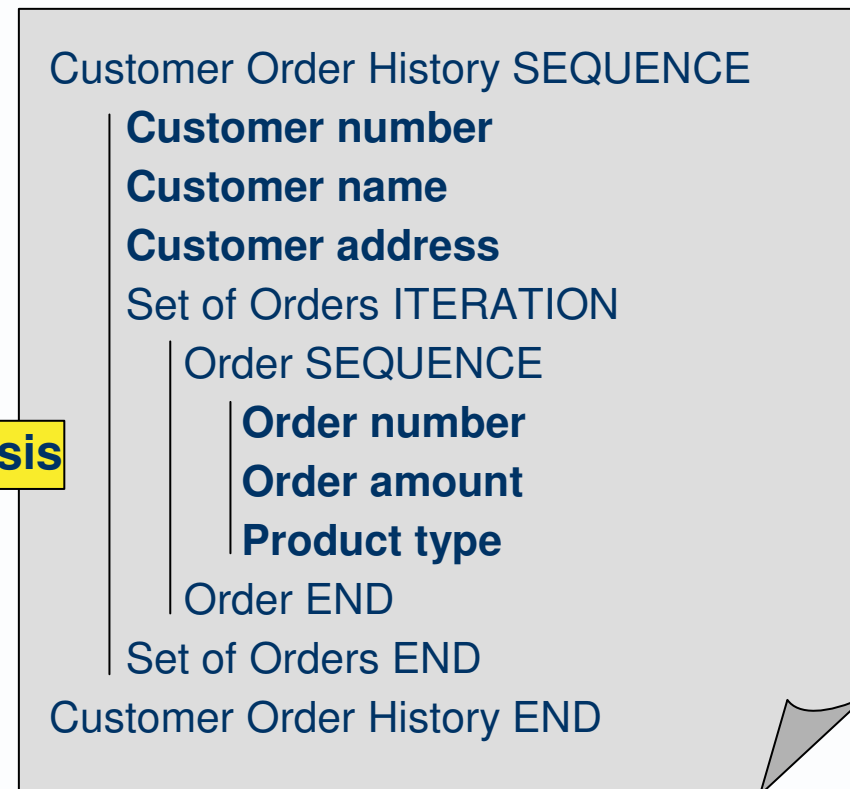 Customer Order History SEQUENCE
Customer number
Customer name
Customer address
Set of Orders ITERATION
Order SEQUENCE
Order number
sis
Order amount
Product type
Order END
Set of Orders END
Customer Order History END